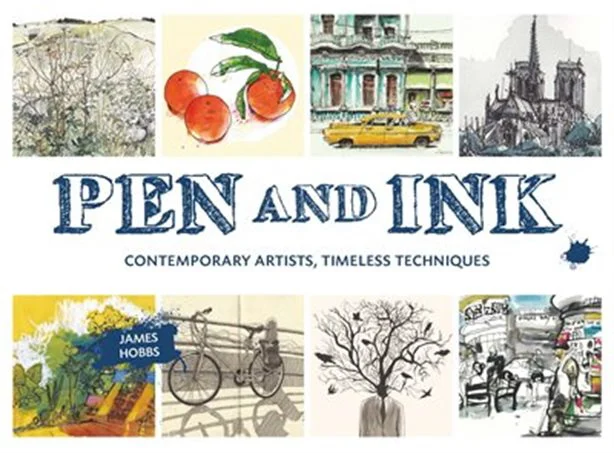 PEN AND INK
CONTEMPORARY ARTISTS, TIMELESS TECHNIQUES
JAMES
HOBBS